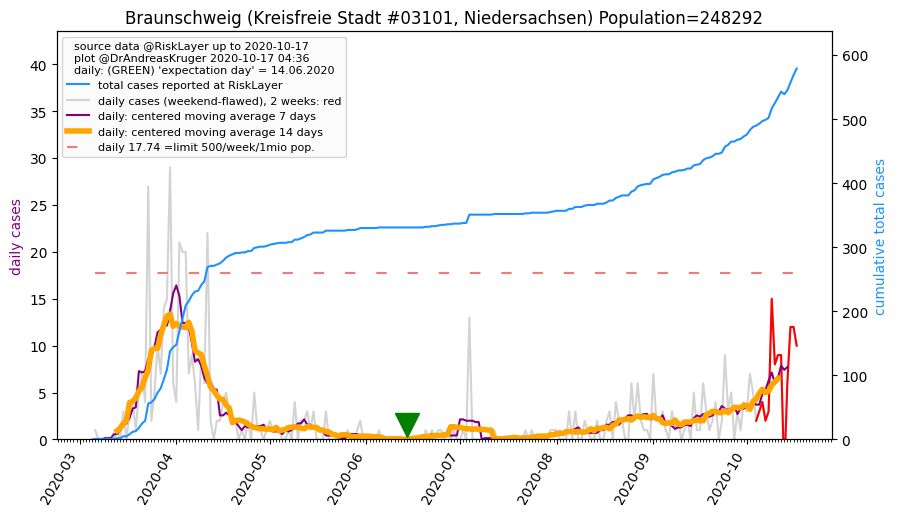 Braunschweig (Kreisfreie Stadt #03101, Niedersachsen) Population=248292
source data @RiskLayer up to 2020-10-17
plot @DrAndreasKruger 2020-10-17 04:36
daily: (GREEN) 'expectation day' = 14.06.2020
total cases reported at RiskLayer
daily cases (weekend-flawed), 2 weeks: red
daily: centered moving average 7 days
daily: centered moving average 14 days
daily 17.74 =limit 500/week/1mio pop.
daily cases
40
35
30
25
20
15
10
5
0
cumulative total cases
600
500
400
300
200
100
0
2020-03
2020-04
2020-05
2020-06
2020-07
2020-08
2020-09
2020-10